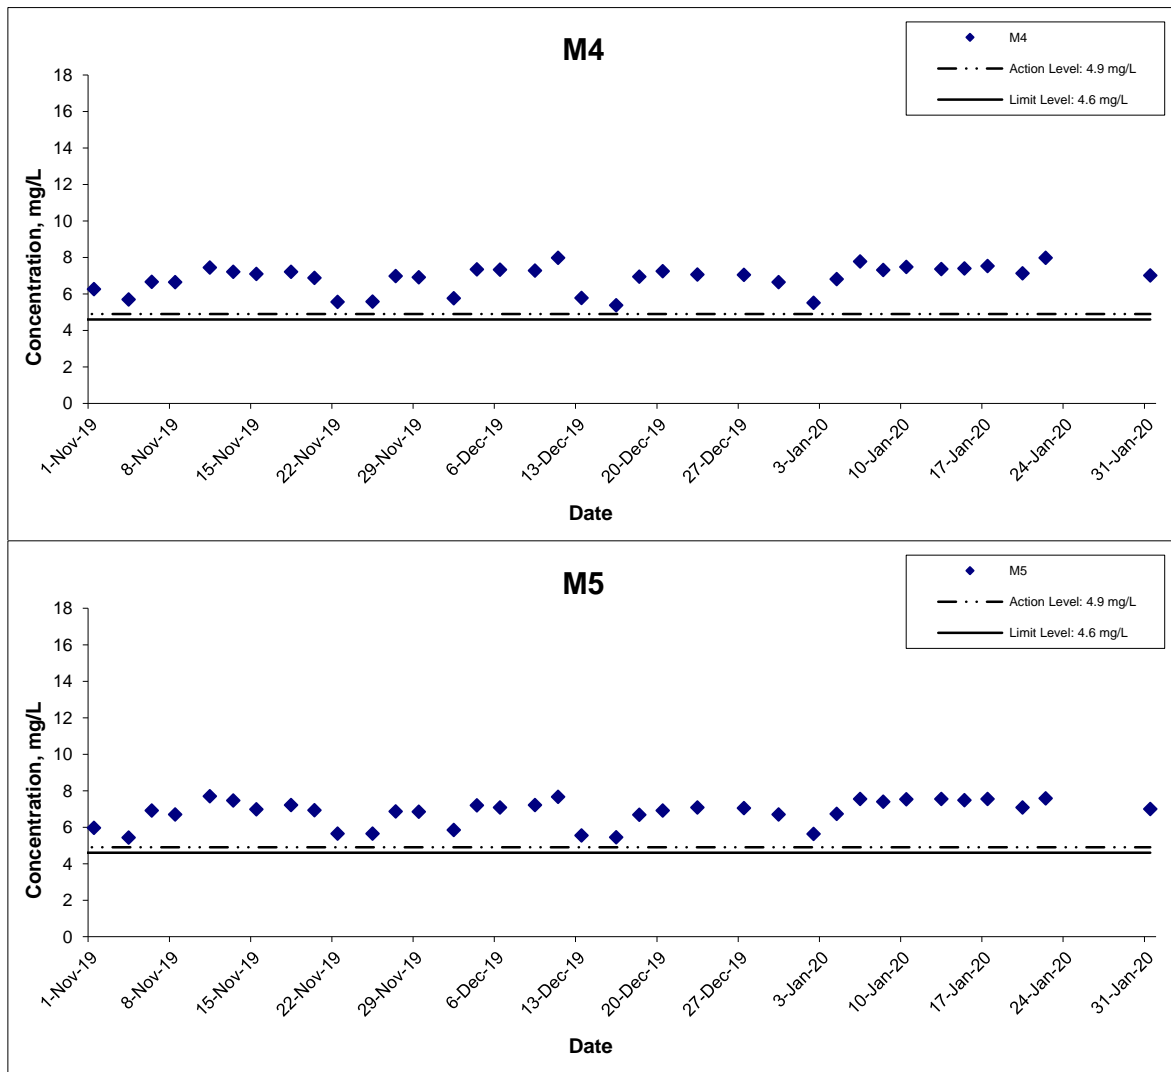 M4
M4
Action Level: 4.9 mg/L
Limit Level: 4.6 mg/L
18
16
14
12
10
8
6
4
2
0
Concentration, mg/L
1-Nov-19
8-Nov-19
15-Nov-19
22-Nov-19
29-Nov-19
6-Dec-19
13-Dec-19
20-Dec-19
27-Dec-19
3-Jan-20
10-Jan-20
17-Jan-20
24-Jan-20
31-Jan-20
Date
M5
M5
Action Level: 4.9 mg/L
Limit Level: 4.6 mg/L
18
16
14
12
10
8
6
4
2
0
Concentration, mg/L
1-Nov-19
8-Nov-19
15-Nov-19
22-Nov-19
29-Nov-19
6-Dec-19
13-Dec-19
20-Dec-19
27-Dec-19
3-Jan-20
10-Jan-20
17-Jan-20
24-Jan-20
31-Jan-20
Date